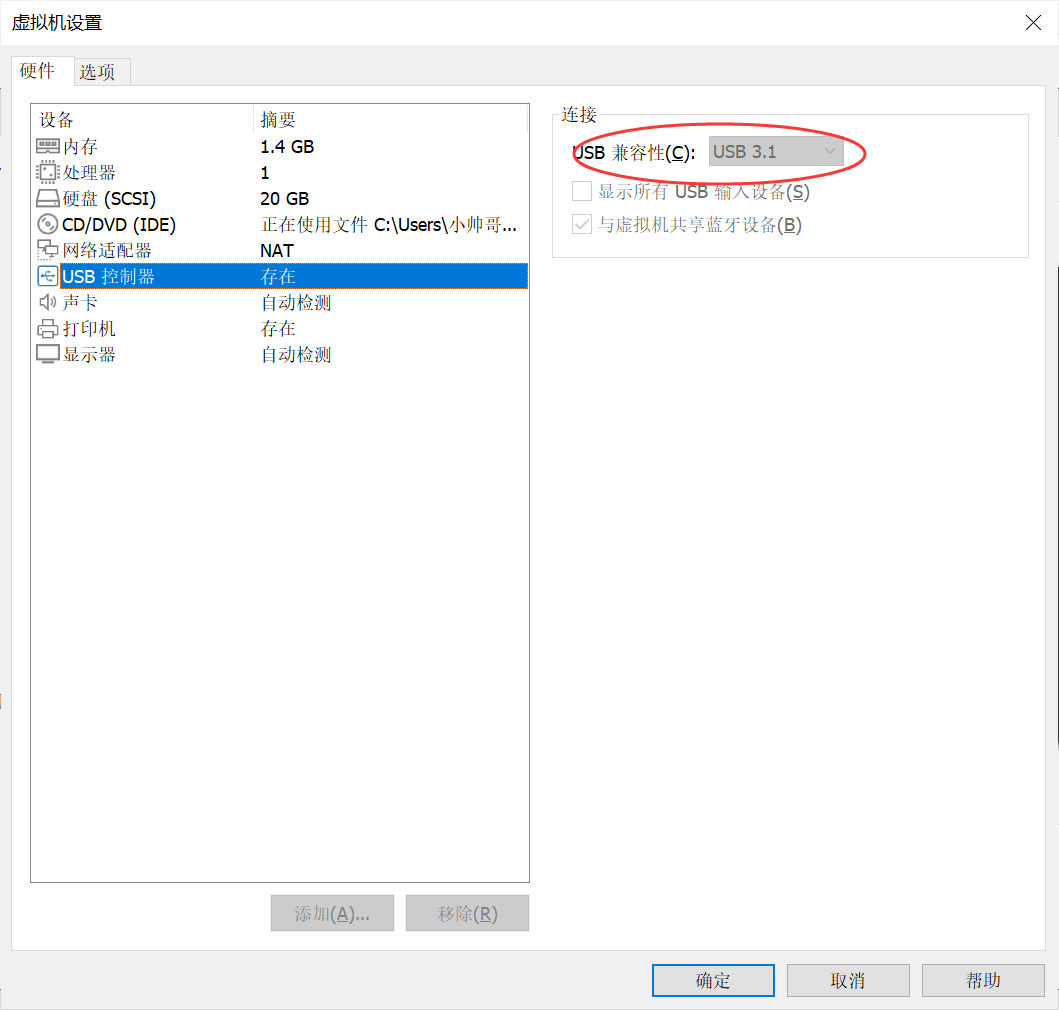 虚拟机设置
硬件 选项
设备 摘要
内存 1.4 GB
处理器 1
硬盘 (SCSI) 20 GB
CD/DVD (IDE) 正在使用文件 C:\Users\小帅哥...
网络适配器 NAT
USB 控制器 存在
声卡 自动检测
打印机 存在
显示器 自动检测
添加(A)... 移除(R)
连接
USB 兼容性(C): USB 3.1
显示所有 USB 输入设备(S)
与虚拟机共享蓝牙设备(B)
确定 取消 帮助